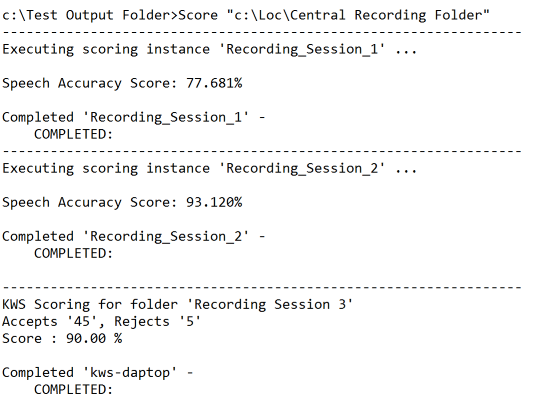 c:\Test Output Folder>Score "c:\Loc\Central Recording Folder"
-----------------------------------------------------------------
Executing scoring instance 'Recording_Session_1' ...
Speech Accuracy Score: 77.681%
Completed 'Recording_Session_1' -
    COMPLETED:
-----------------------------------------------------------------
Executing scoring instance 'Recording_Session_2' ...
Speech Accuracy Score: 93.120%
Completed 'Recording_Session_2' -
    COMPLETED:
-----------------------------------------------------------------
KWS Scoring for folder 'Recording Session 3'
Accepts '45', Rejects '5'
Score : 90.00 %
Completed 'kws-daptop' -
    COMPLETED: